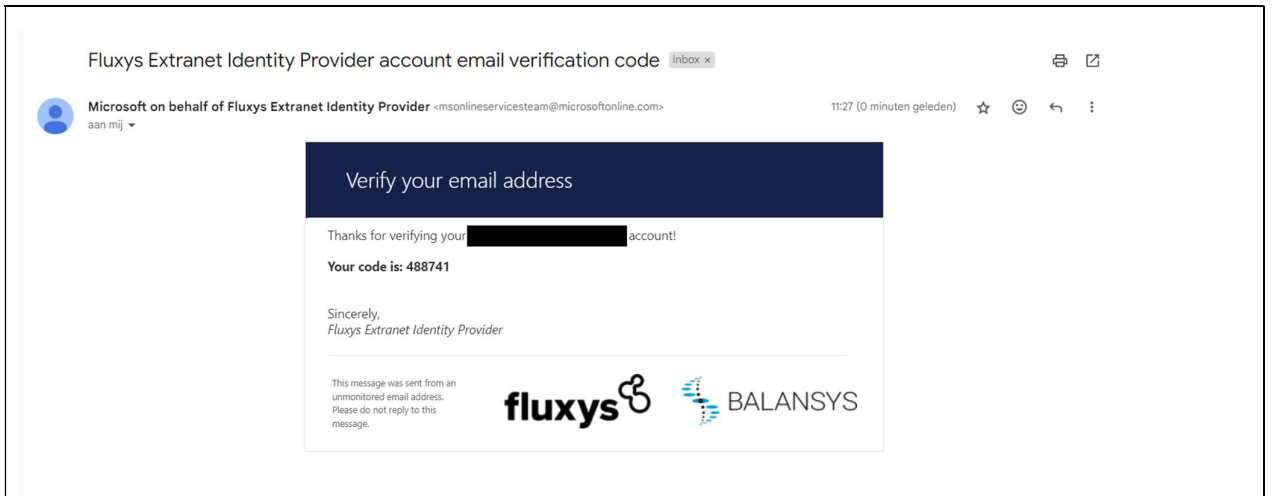 Fluxys Extranet Identity Provider account email verification code Inbox ×
Microsoft on behalf of Fluxys Extranet Identity Provider <msonlineservicesteam@microsoftonline.com> 11:27 (0 minuten geleden)
aan mij
Verify your email address
Thanks for verifying your account!
Your code is: 488741
Sincerely,
Fluxys Extranet Identity Provider
This message was sent from an
unmonitored email address.
Please do not reply to this
message.
fluxys
BALANSYS